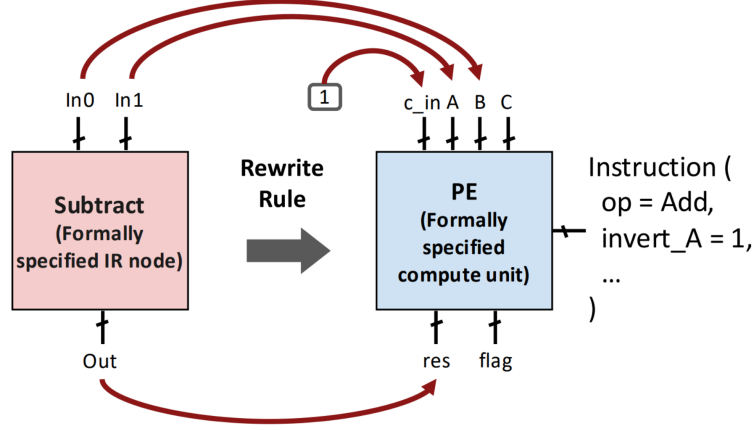 In0 In1
1
c_in A B C
Subtract
(Formally
specified IR node)
Rewrite
Rule
PE
(Formally
specified
compute unit)
Instruction (
op = Add,
invert_A = 1,
...
)
Out
res flag